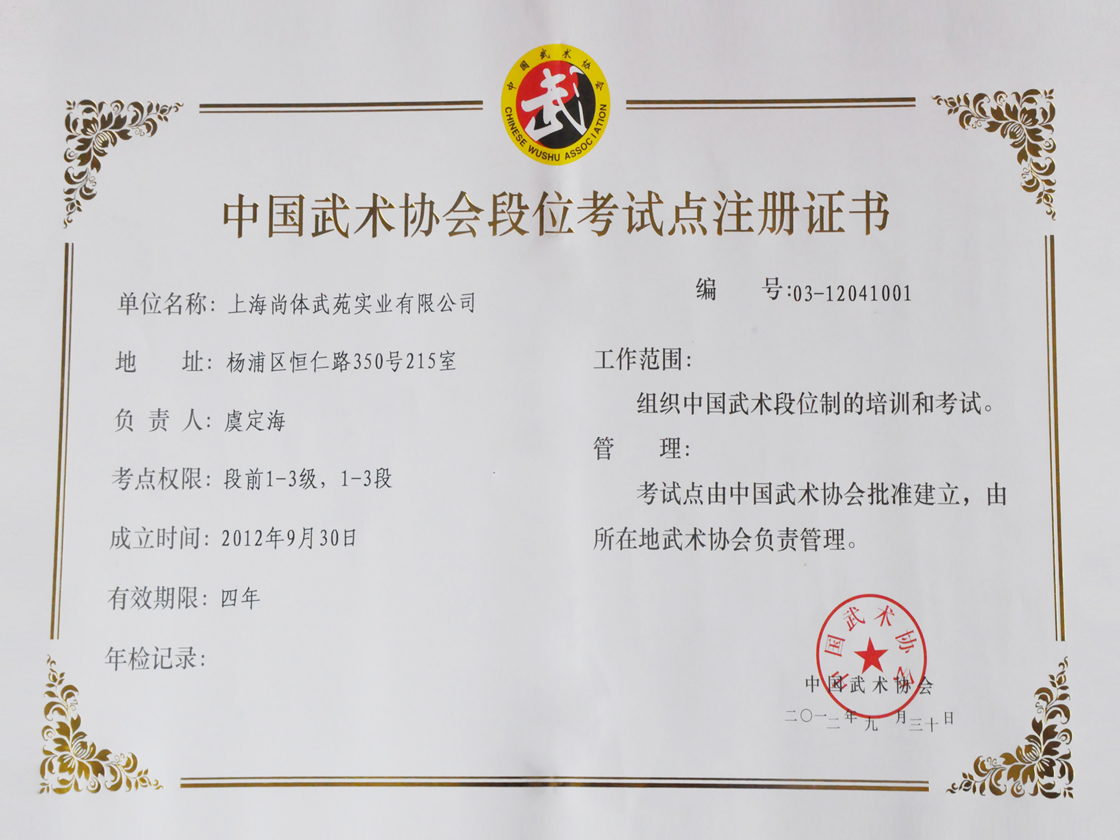 中国武术协会
武
CHINESE WUSHU ASSOCIATION
中国武术协会段位考试点注册证书
编 号:03-12041001
单位名称：上海尚体武苑实业有限公司
地 址：杨浦区恒仁路350号215室
负 责 人：虞定海
考点权限：段前1-3级，1-3段
成立时间：2012年9月30日
有效期限：四年
年检记录：
工作范围：
组织中国武术段位制的培训和考试。
管 理：
考试点由中国武术协会批准建立，由
所在地武术协会负责管理。
中国武术协会
中国武术协会
二〇一二年九月三十日